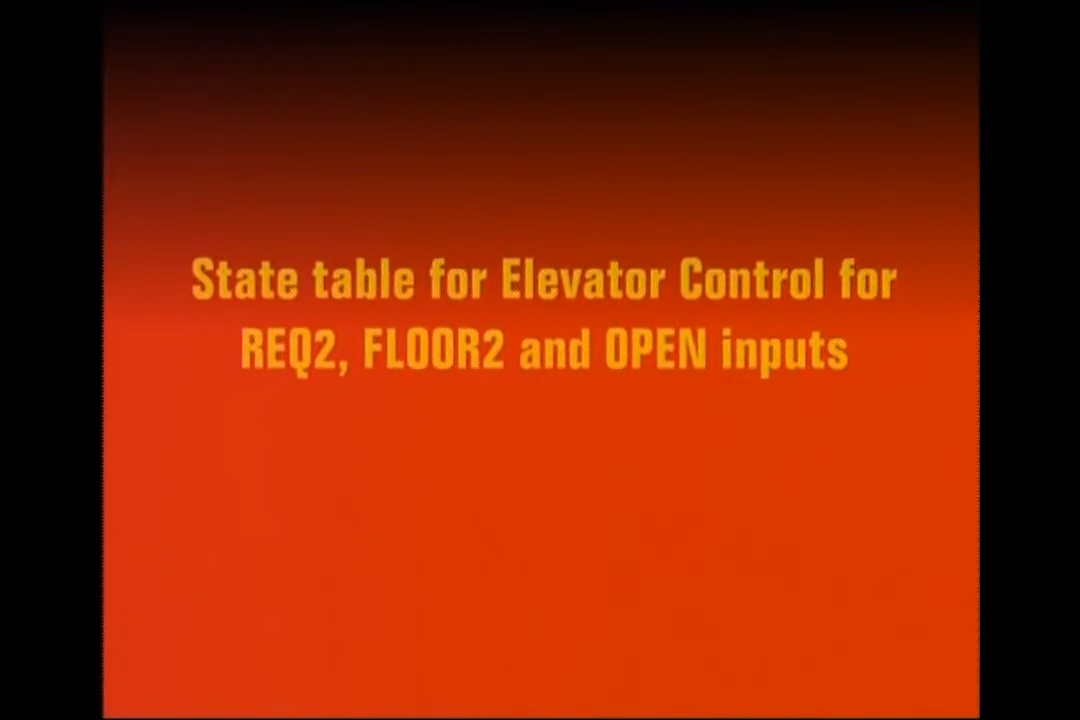 State table for Elevator Control for
REQ2, FLOOR2 and OPEN inputs